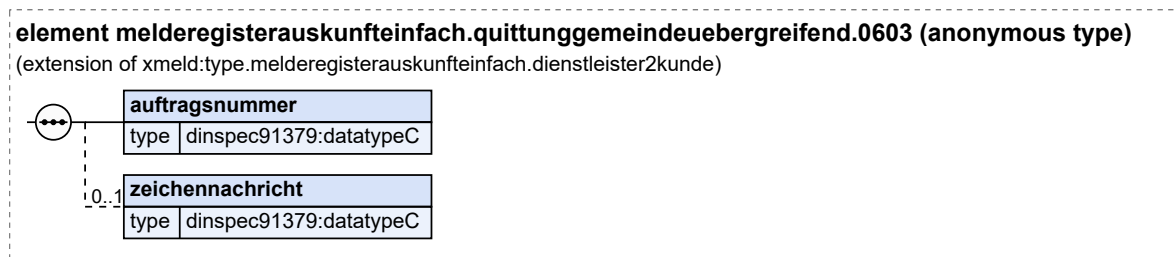 element melderegisterauskunfteinfach.quittunggemeindeuebergreifend.0603 (anonymous type)
(extension of xmeld:type.melderegisterauskunfteinfach.dienstleister2kunde)
auftragsnummer
type dinspec91379:datatypeC
0..1 zeichennachricht
type dinspec91379:datatypeC